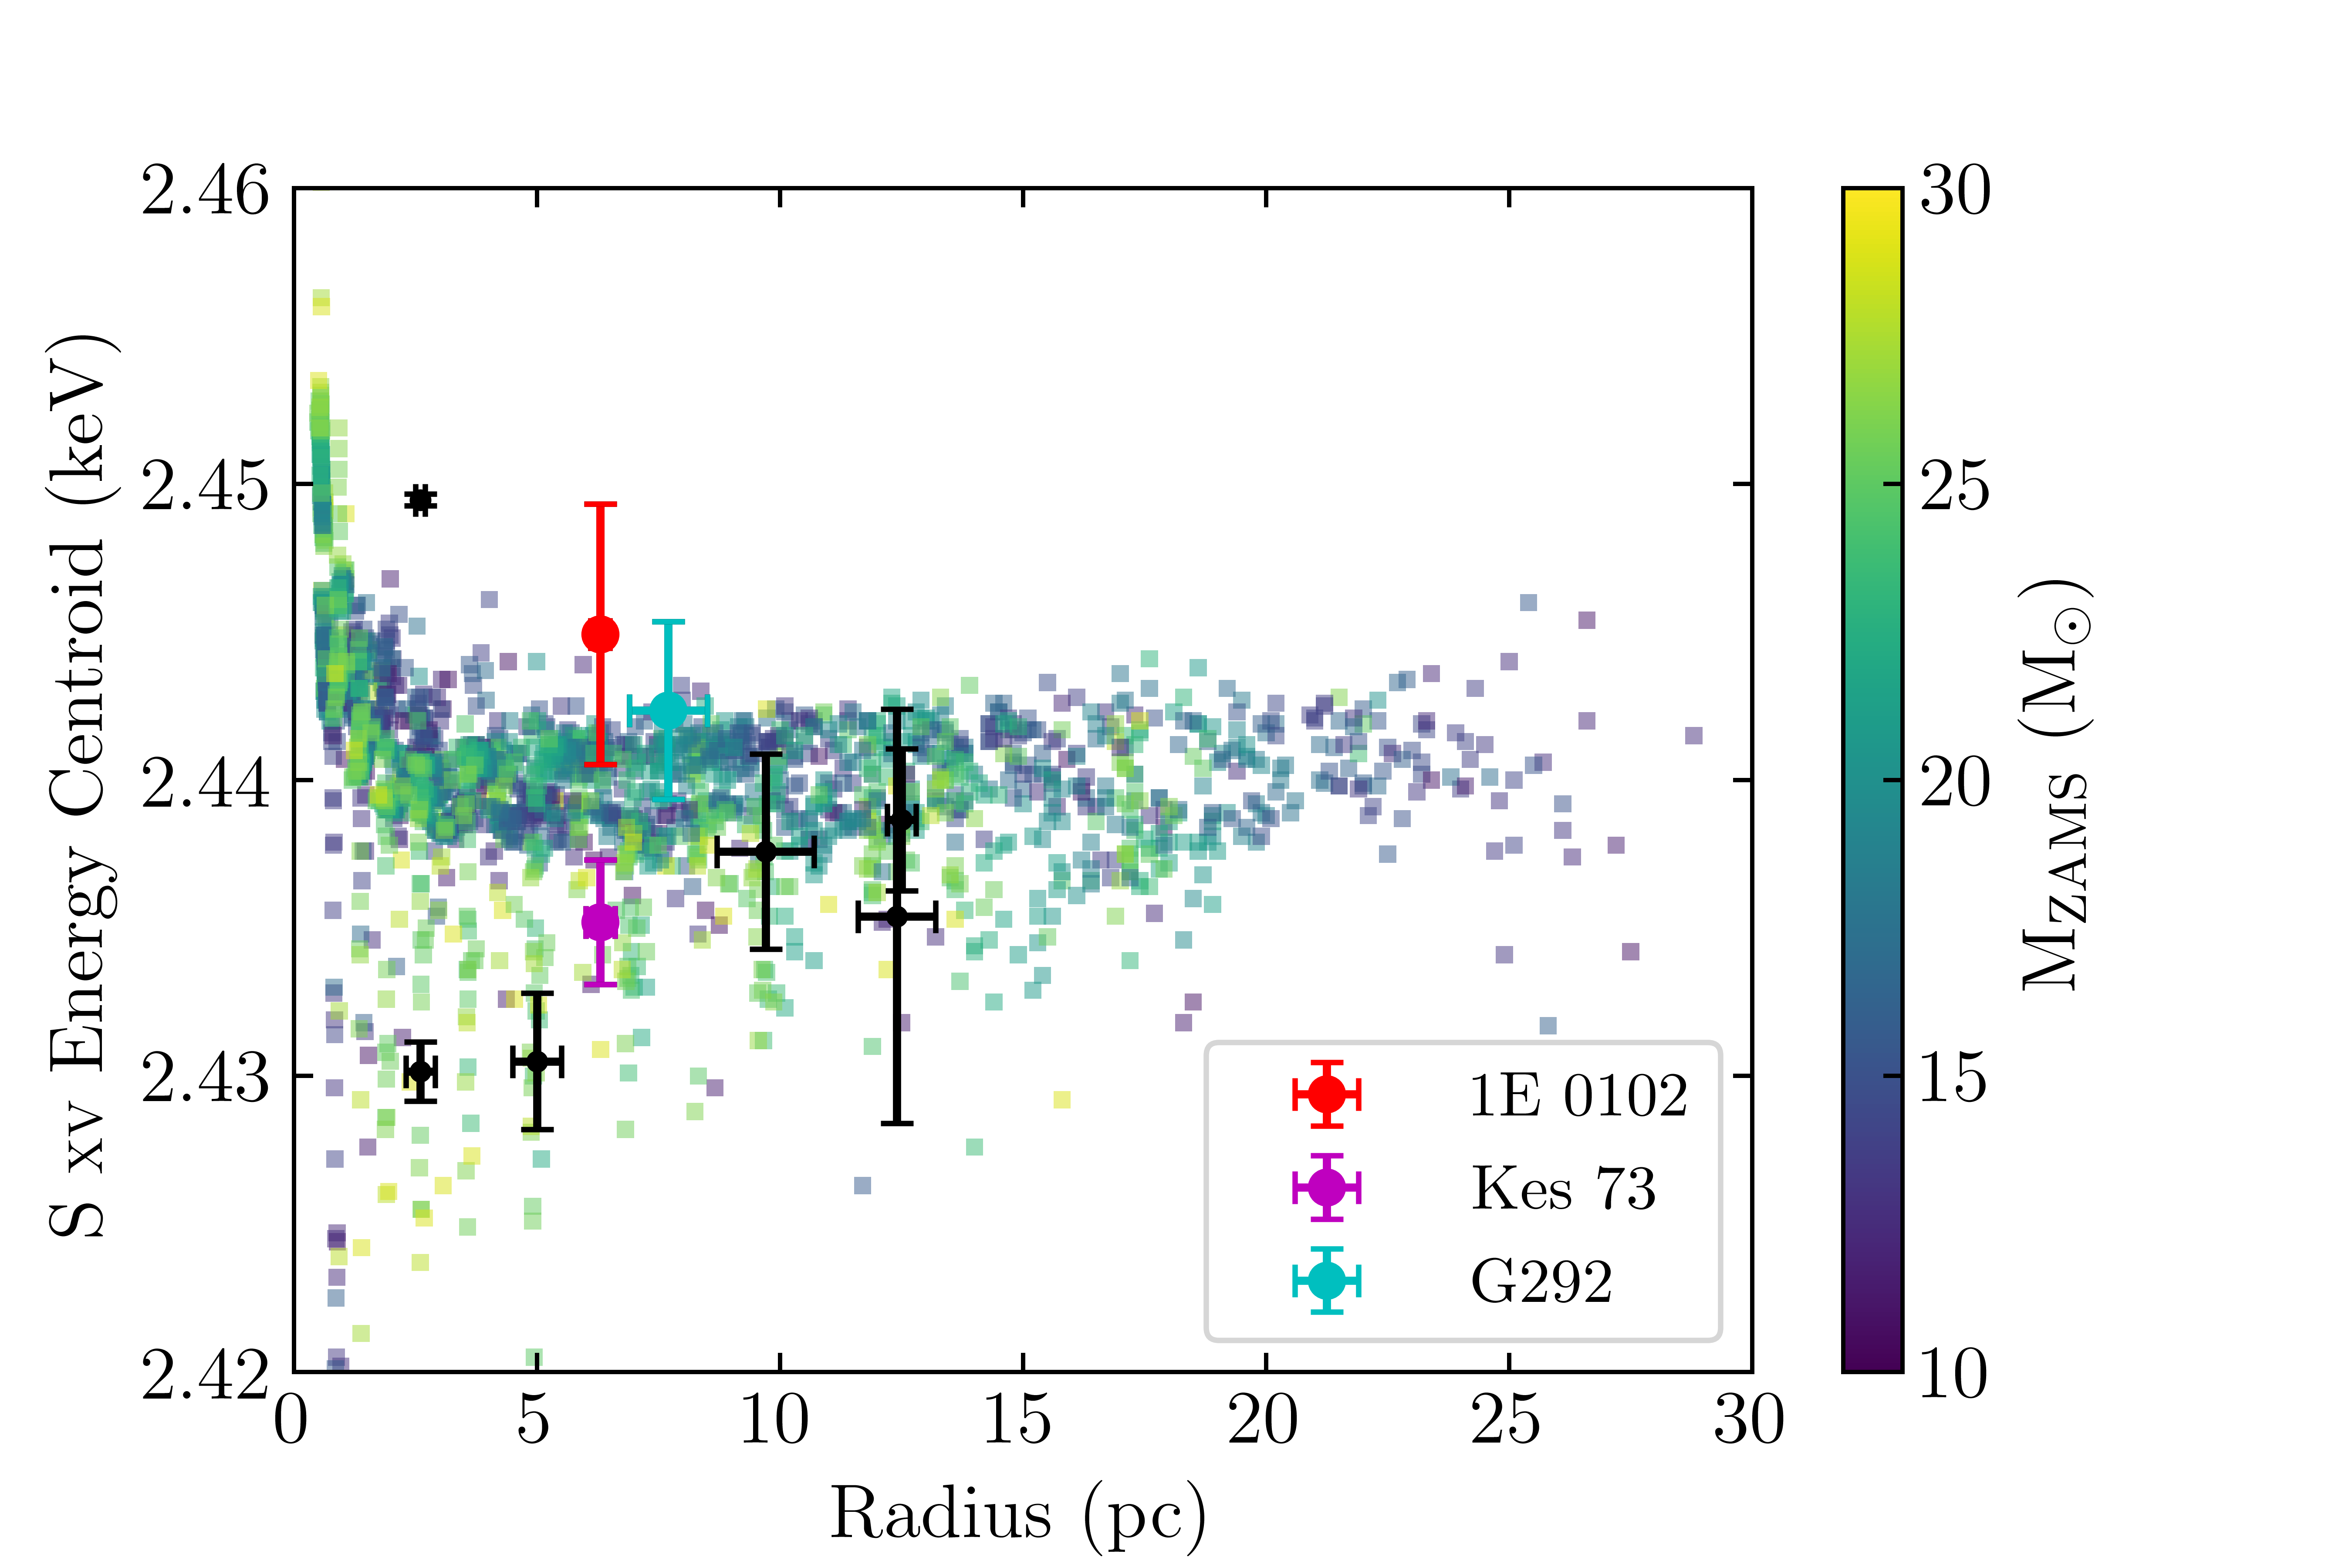 S XV Energy Centroid (keV)
2.46
2.45
2.44
2.43
2.42
0 5 10 15 20 25 30
Radius (pc)
1E 0102
Kes 73
G292
30
25
20
15
10
M_ZAMS (M_⊙)